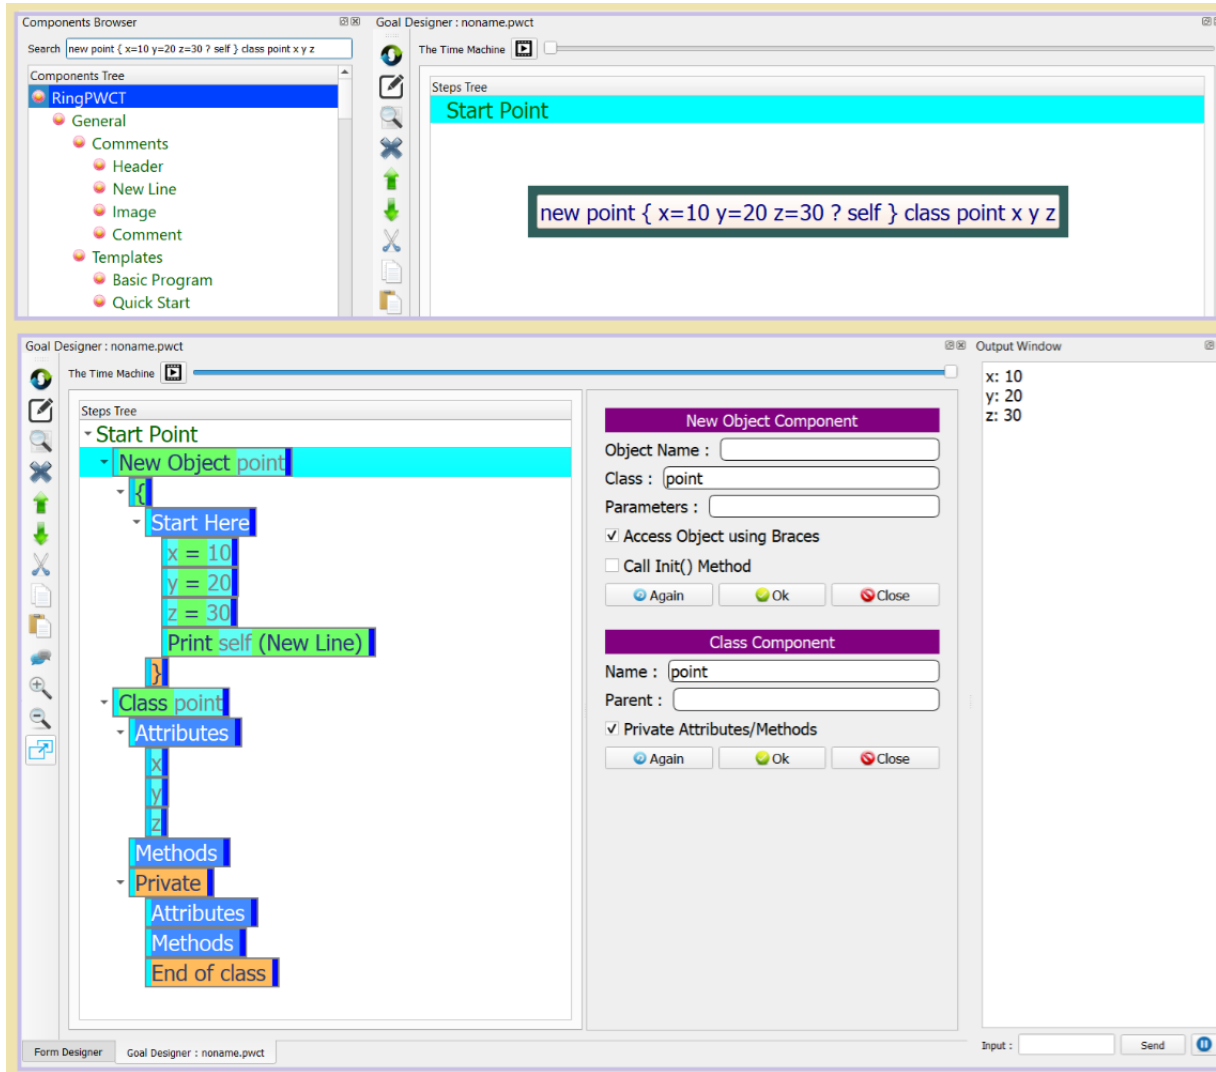 Components Browser
Search new point { x=10 y=20 z=30 ? self } class point x y z
Components Tree
RingPWCT
General
Comments
Header
New Line
Image
Comment
Templates
Basic Program
Quick Start
Goal Designer : noname.pwct
The Time Machine
Steps Tree
Start Point
new point { x=10 y=20 z=30 ? self } class point x y z
Goal Designer : noname.pwct
The Time Machine
Steps Tree
Start Point
New Object point
{
Start Here
x = 10
y = 20
z = 30
Print self (New Line)
}
Class point
Attributes
x
y
z
Methods
Private
Attributes
Methods
End of class
New Object Component
Object Name :
Class : point
Parameters :
Access Object using Braces
Call Init() Method
Again Ok Close
Class Component
Name : point
Parent :
Private Attributes/Methods
Again Ok Close
Output Window
x: 10
y: 20
z: 30
Input : Send
Form Designer Goal Designer : noname.pwct